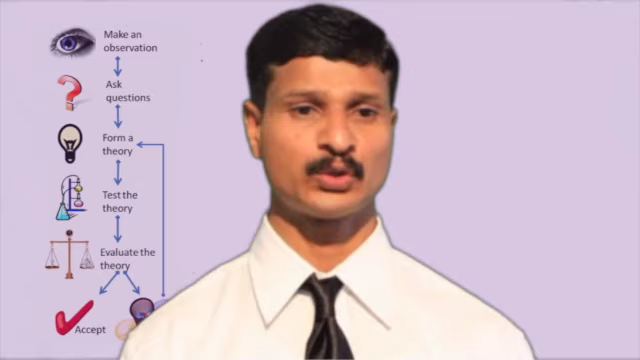 Make an
observation
Ask
questions
Form a
theory
Test the
theory
Evaluate the
theory
Accept